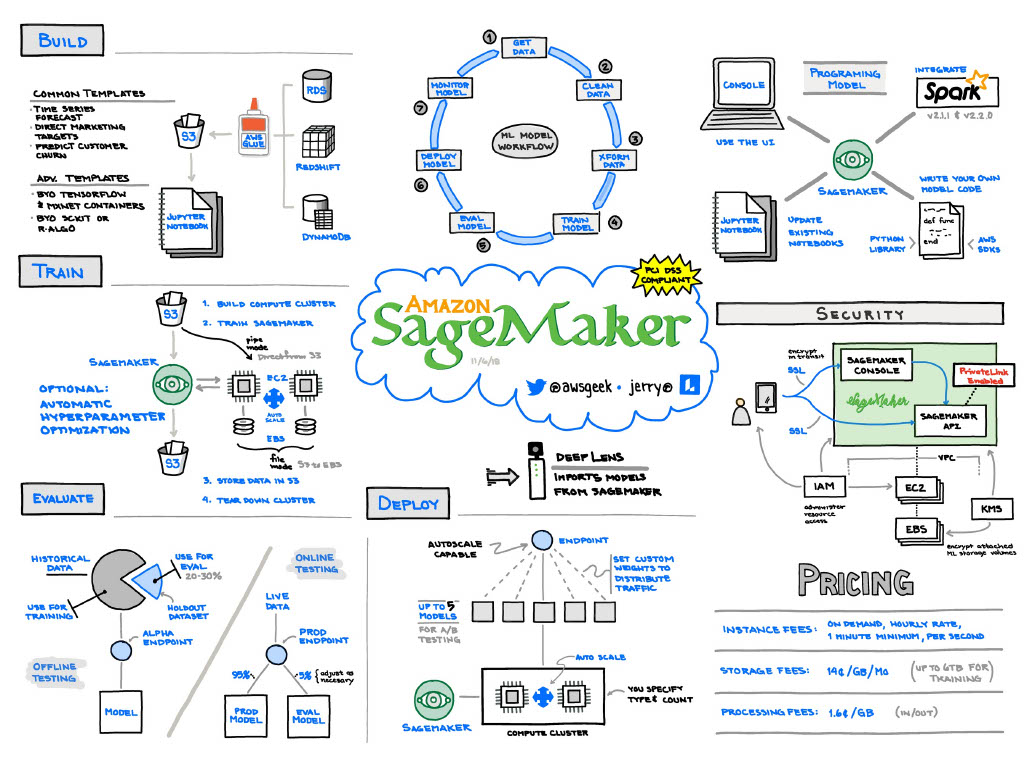 BUILD
COMMON TEMPLATES
· TIME SERIES
FORECAST
· DIRECT MARKETING
TARGETS
· PREDICT CUSTOMER
CHURN
ADV. TEMPLATES
· BYO TENSORFLOW
& MXNET CONTAINERS
· BYO SCKIT OR
R-ALGO
S3
AWS
GLUE
RDS
REDSHIFT
DYNAMODB
JUPYTER
NOTEBOOK
1
GET
DATA
2
CLEAN
DATA
3
XFORM
DATA
4
TRAIN
MODEL
5
EVAL
MODEL
6
DEPLOY
MODEL
7
MONITOR
MODEL
ML MODEL
WORKFLOW
PROGRAMING
MODEL
CONSOLE
USE THE UI
INTEGRATE
Spark
v2.1.1 & v2.2.0
SAGEMAKER
JUPYTER
NOTEBOOK
UPDATE
EXISTING
NOTEBOOKS
WRITE YOUR OWN
MODEL CODE
def func
end
PYTHON
LIBRARY
AWS
SDKS
TRAIN
1. BUILD COMPUTE CLUSTER
2. TRAIN SAGEMAKER
S3
pipe
mode
Direct from S3
SAGEMAKER
EC2
AUTO
SCALE
EBS
file
mode
S3 to EBS
OPTIONAL:
AUTOMATIC
HYPERPARAMETER
OPTIMIZATION
S3
3. STORE DATA IN S3
4. TEAR DOWN CLUSTER
PCI DSS
COMPLIANT
AMAZON
SageMaker
11/6/18
@awsgeek · jerry@
DEEP LENS
IMPORTS MODELS
FROM SAGEMAKER
SECURITY
encrypt
in transit
SSL
SSL
SAGEMAKER
CONSOLE
SageMaker
PrivateLink
Enabled
SAGEMAKER
API
VPC
IAM
administer
resource
access
EC2
EBS
KMS
encrypt attached
ML storage volumes
EVALUATE
HISTORICAL
DATA
USE FOR
EVAL
20-30%
USE FOR
TRAINING
HOLDOUT
DATASET
ALPHA
ENDPOINT
OFFLINE
TESTING
MODEL
ONLINE
TESTING
LIVE
DATA
PROD
ENDPOINT
95%
5%
{adjust as
necessary
PROD
MODEL
EVAL
MODEL
DEPLOY
AUTOSCALE
CAPABLE
ENDPOINT
SET CUSTOM
WEIGHTS TO
DISTRIBUTE
TRAFFIC
UP TO 5
MODELS
FOR A/B
TESTING
AUTO SCALE
SAGEMAKER
YOU SPECIFY
TYPE & COUNT
COMPUTE CLUSTER
PRICING
INSTANCE FEES: ON DEMAND, HOURLY RATE,
1 MINUTE MINIMUM, PER SECOND
STORAGE FEES: 14¢/GB/MO (UP TO 6TB FOR
TRAINING)
PROCESSING FEES: 1.6¢/GB (IN/OUT)